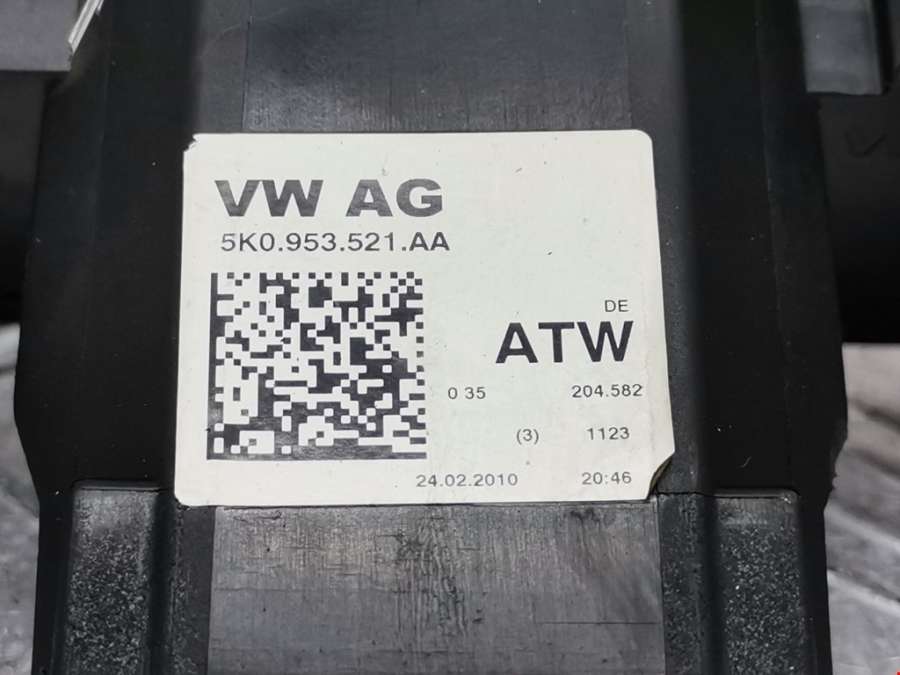 VW AG
5K0.953.521.AA
DE
ATW
0 35 204.582
(3) 1123
24.02.2010 20:46